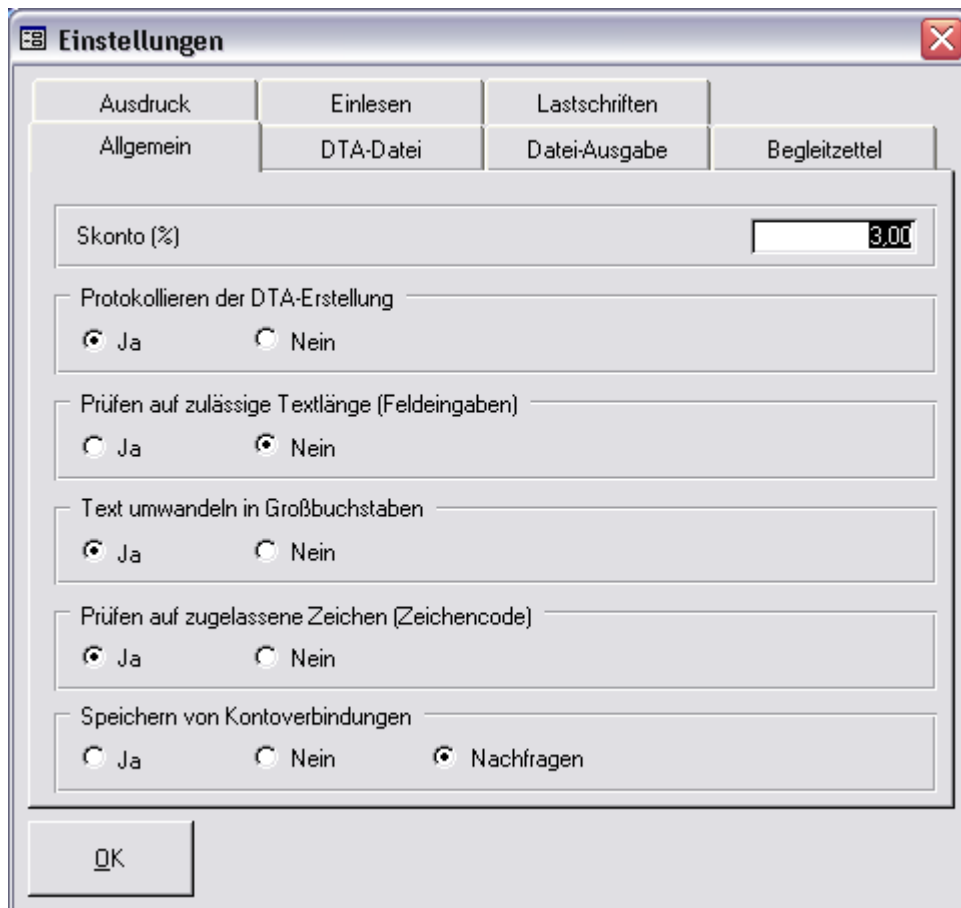 Einstellungen
Ausdruck Einlesen Lastschriften
Allgemein DTA-Datei Datei-Ausgabe Begleitzettel
Skonto (%) 3,00
Protokollieren der DTA-Erstellung
Ja Nein
Prüfen auf zulässige Textlänge (Feldeingaben)
Ja Nein
Text umwandeln in Großbuchstaben
Ja Nein
Prüfen auf zugelassene Zeichen (Zeichencode)
Ja Nein
Speichern von Kontoverbindungen
Ja Nein Nachfragen
OK